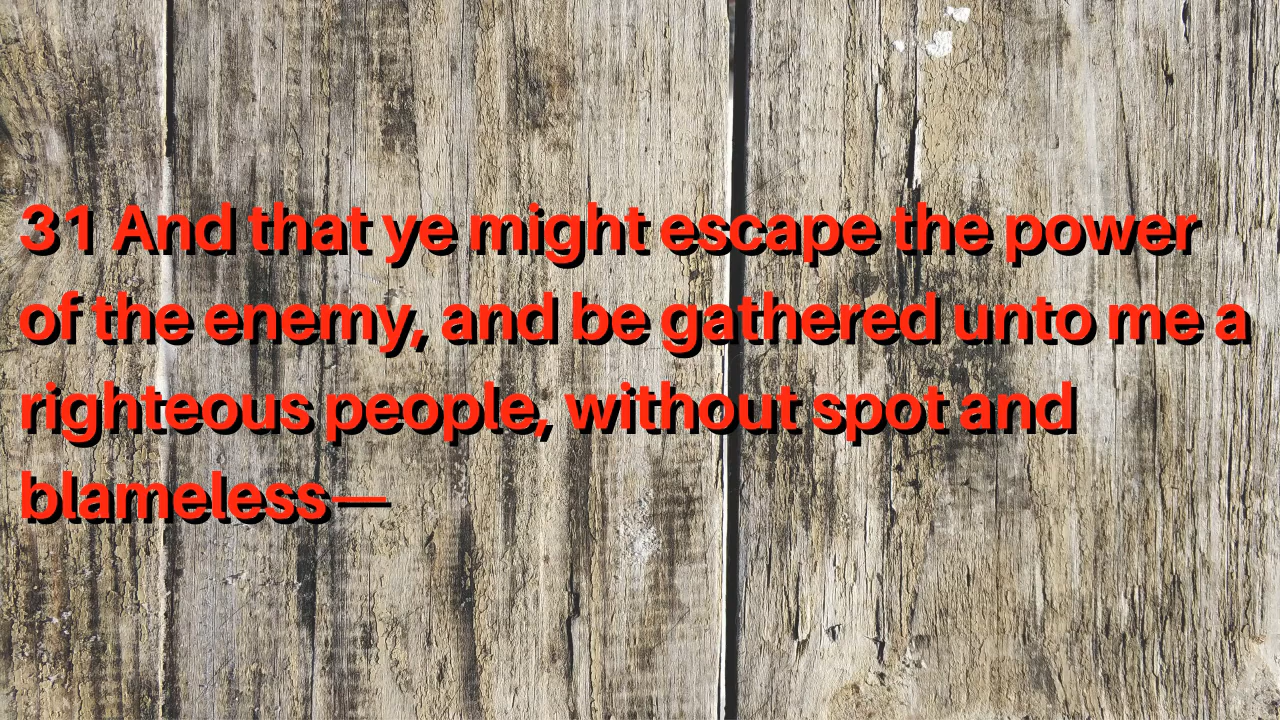 31 And that ye might escape the power
of the enemy, and be gathered unto me a
righteous people, without spot and
blameless—